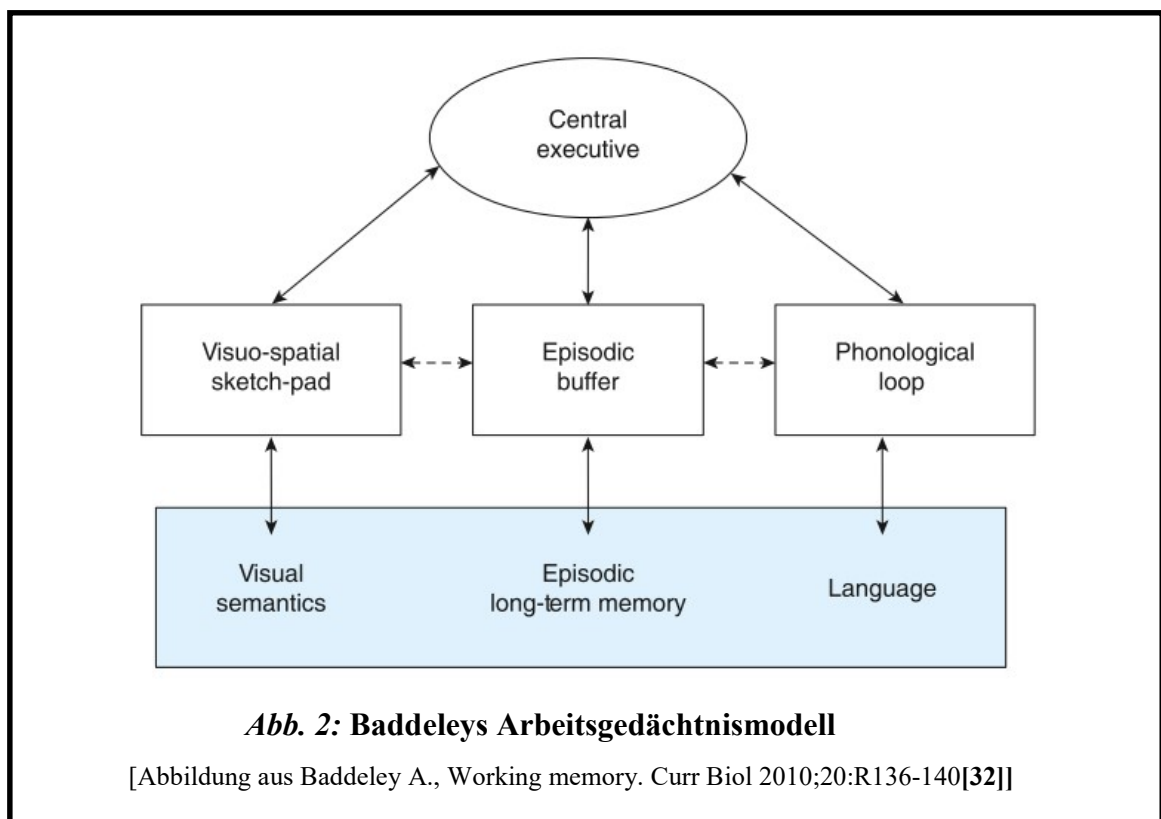 Central
executive
Visuo-spatial
sketch-pad
Episodic
buffer
Phonological
loop
Visual
semantics
Episodic
long-term memory
Language
Abb. 2: Baddeleys Arbeitsgedächtnismodell
[Abbildung aus Baddeley A., Working memory. Curr Biol 2010;20:R136-140[32]]